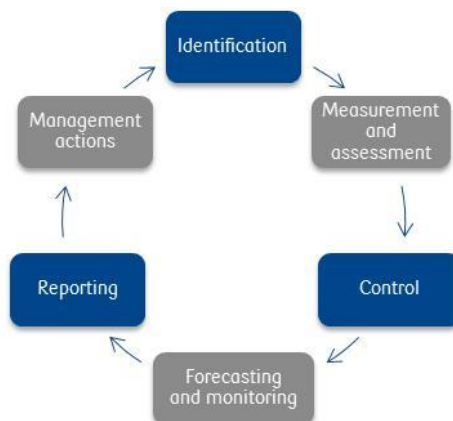 Identification
Measurement
and
assessment
Control
Forecasting
and monitoring
Reporting
Management
actions